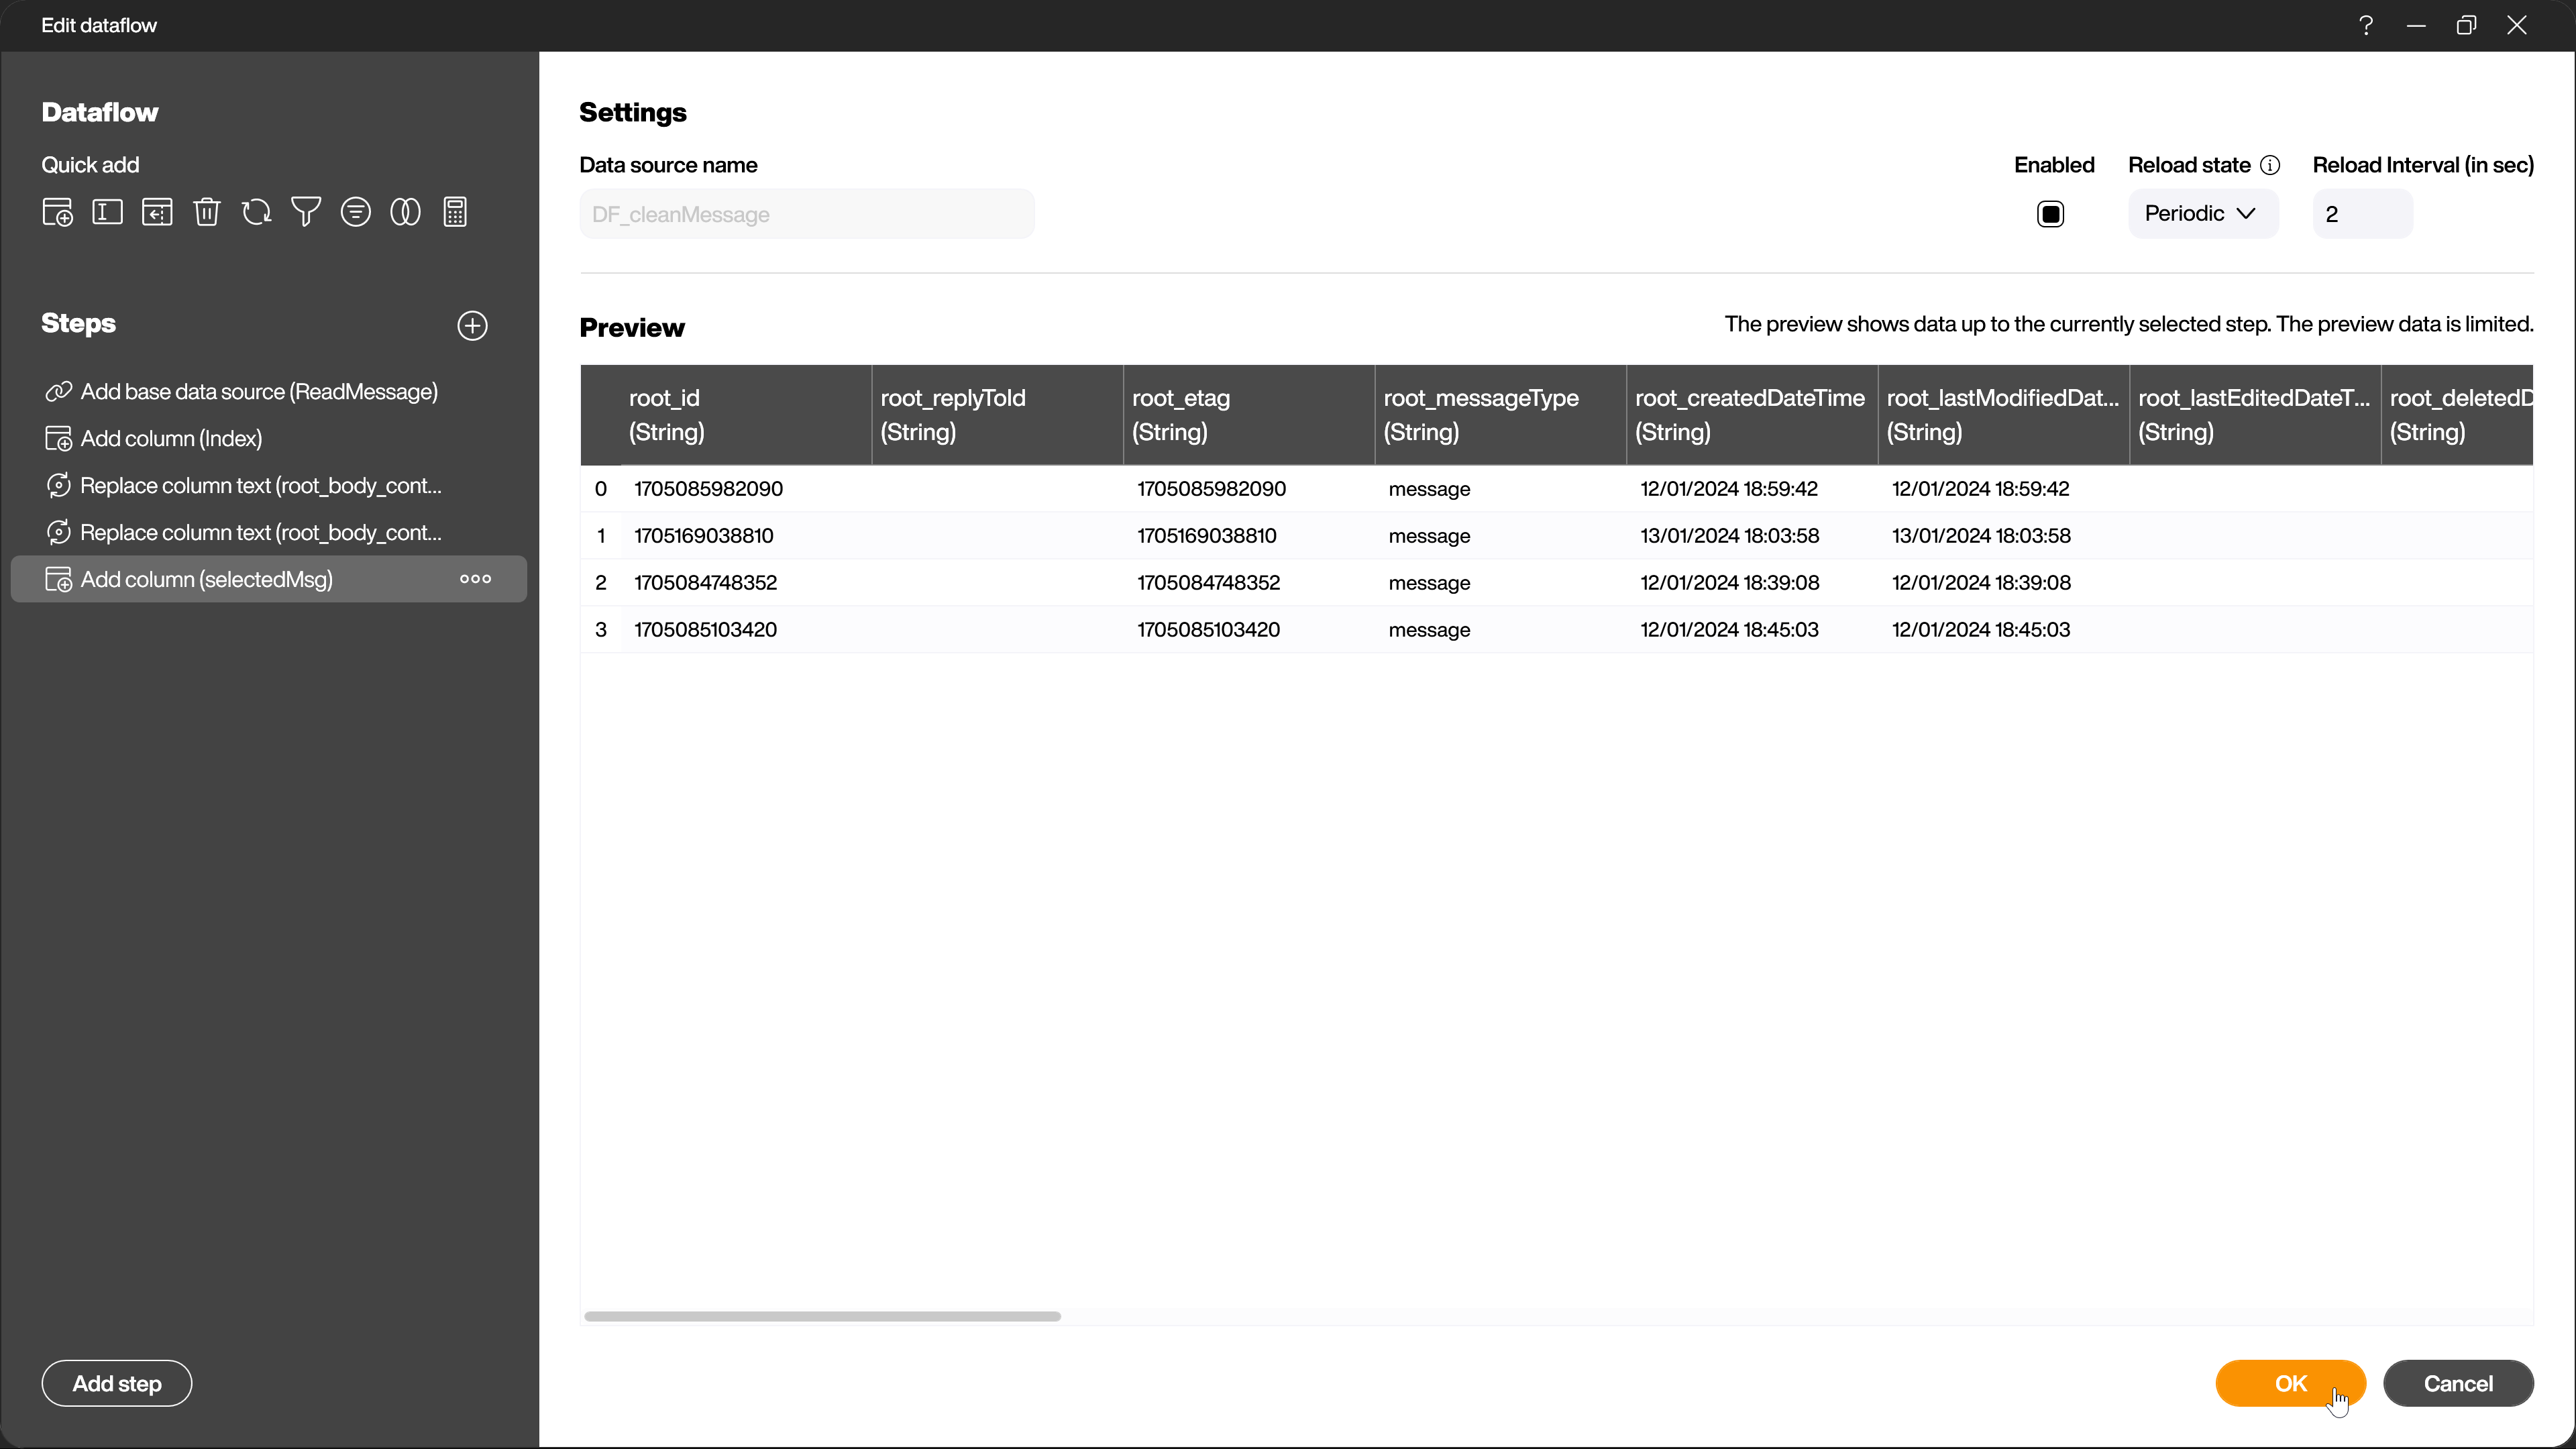 Edit dataflow
Dataflow
Quick add
Steps
Add base data source (ReadMessage)
Add column (Index)
Replace column text (root_body_cont...
Replace column text (root_body_cont...
Add column (selectedMsg)
Add step
Settings
Data source name
Enabled
Reload state
Reload Interval (in sec)
DF_cleanMessage
Periodic
2
Preview
The preview shows data up to the currently selected step. The preview data is limited.
root_id root_replyToId root_etag root_messageType root_createdDateTime root_lastModifiedDat... root_lastEditedDateT... root_deletedD
(String) (String) (String) (String) (String) (String) (String) (String)
0 1705085982090 1705085982090 message 12/01/2024 18:59:42 12/01/2024 18:59:42
1 1705169038810 1705169038810 message 13/01/2024 18:03:58 13/01/2024 18:03:58
2 1705084748352 1705084748352 message 12/01/2024 18:39:08 12/01/2024 18:39:08
3 1705085103420 1705085103420 message 12/01/2024 18:45:03 12/01/2024 18:45:03
OK
Cancel